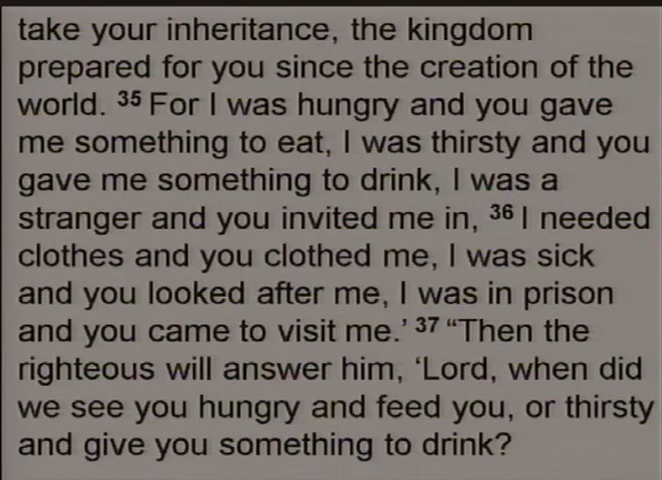 take your inheritance, the kingdom
prepared for you since the creation of the
world. 35 For I was hungry and you gave
me something to eat, I was thirsty and you
gave me something to drink, I was a
stranger and you invited me in, 36 I needed
clothes and you clothed me, I was sick
and you looked after me, I was in prison
and you came to visit me.’ 37 “Then the
righteous will answer him, ‘Lord, when did
we see you hungry and feed you, or thirsty
and give you something to drink?